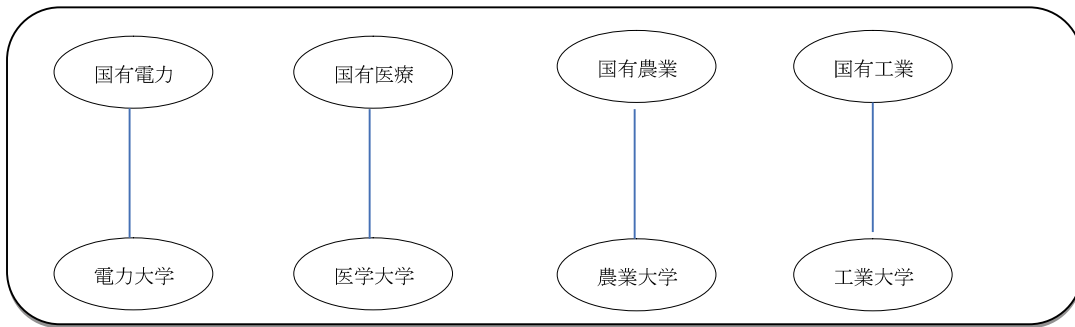 国有電力
国有医療
国有農業
国有工業
電力大学
医学大学
農業大学
工業大学